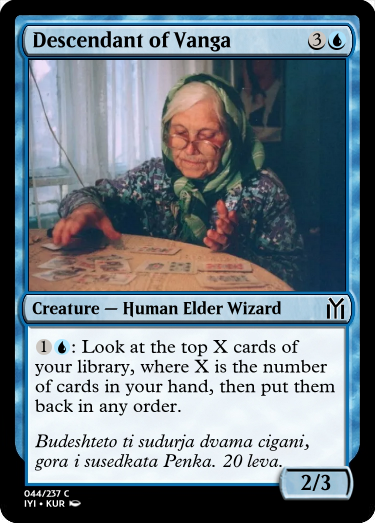 Descendant of Vanga 3
Creature — Human Elder Wizard
1: Look at the top X cards of
your library, where X is the number
of cards in your hand, then put them
back in any order.
Budeshteto ti sudurja dvama cigani,
gora i susedkata Penka. 20 leva.
2/3
044/237 C
IYI • KUR